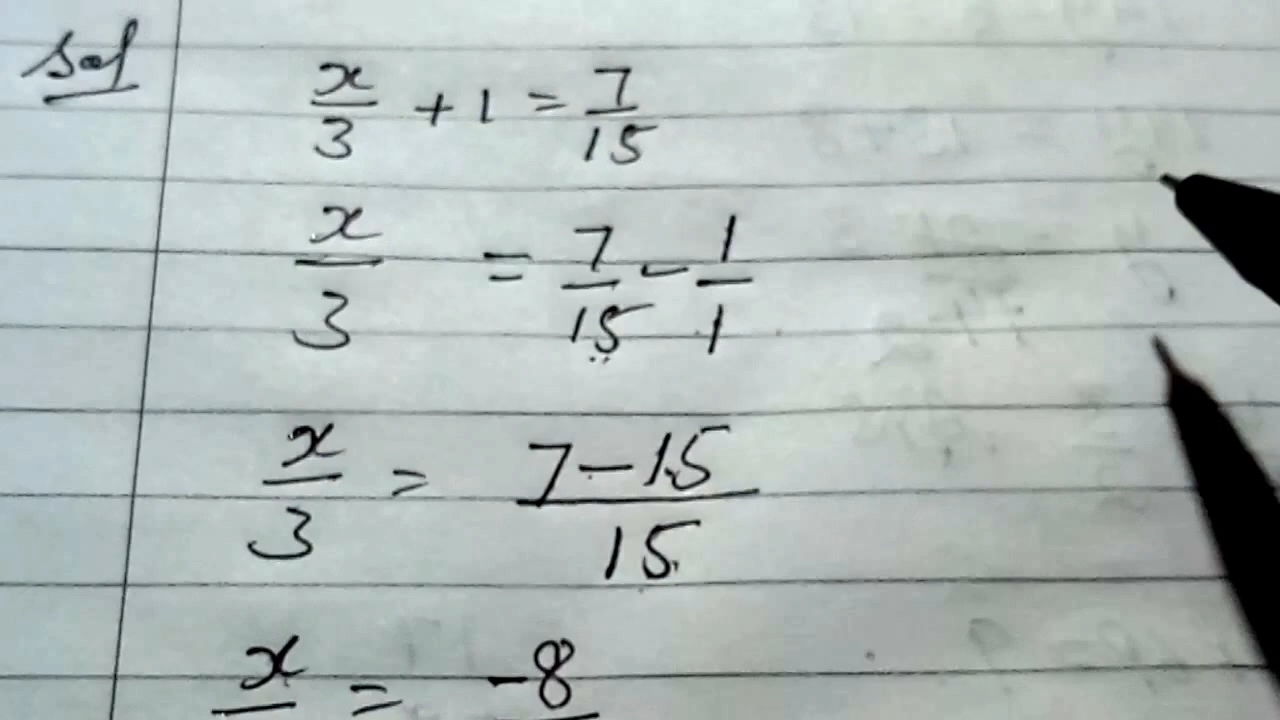 Sol
x/3 + 1 = 7/15
x/3 = 7/15 - 1/1
x/3 = 7-15/15
x = -8